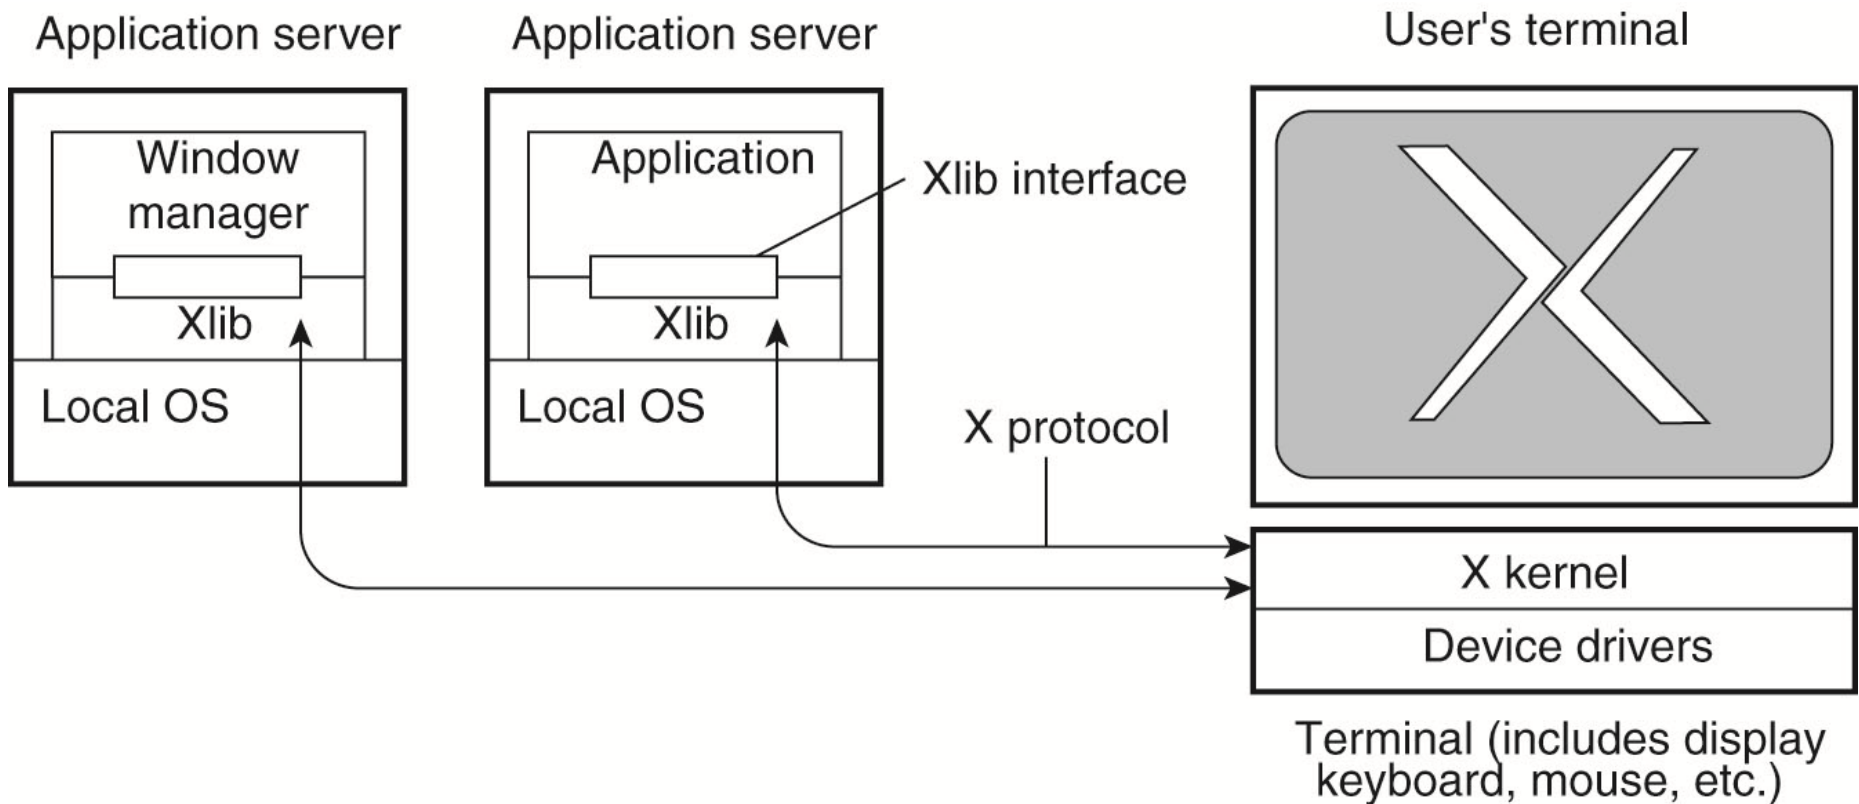 Application server
Application server
User's terminal
Window
manager
Xlib
Local OS
Application
Xlib interface
Xlib
Local OS
X protocol
X
X kernel
Device drivers
Terminal (includes display
keyboard, mouse, etc.)